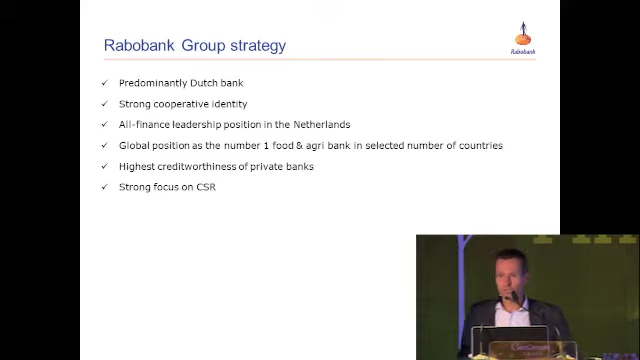 Rabobank Group strategy
Rabobank
✓ Predominantly Dutch bank
✓ Strong cooperative identity
✓ All-finance leadership position in the Netherlands
✓ Global position as the number 1 food & agri bank in selected number of countries
✓ Highest creditworthiness of private banks
✓ Strong focus on CSR